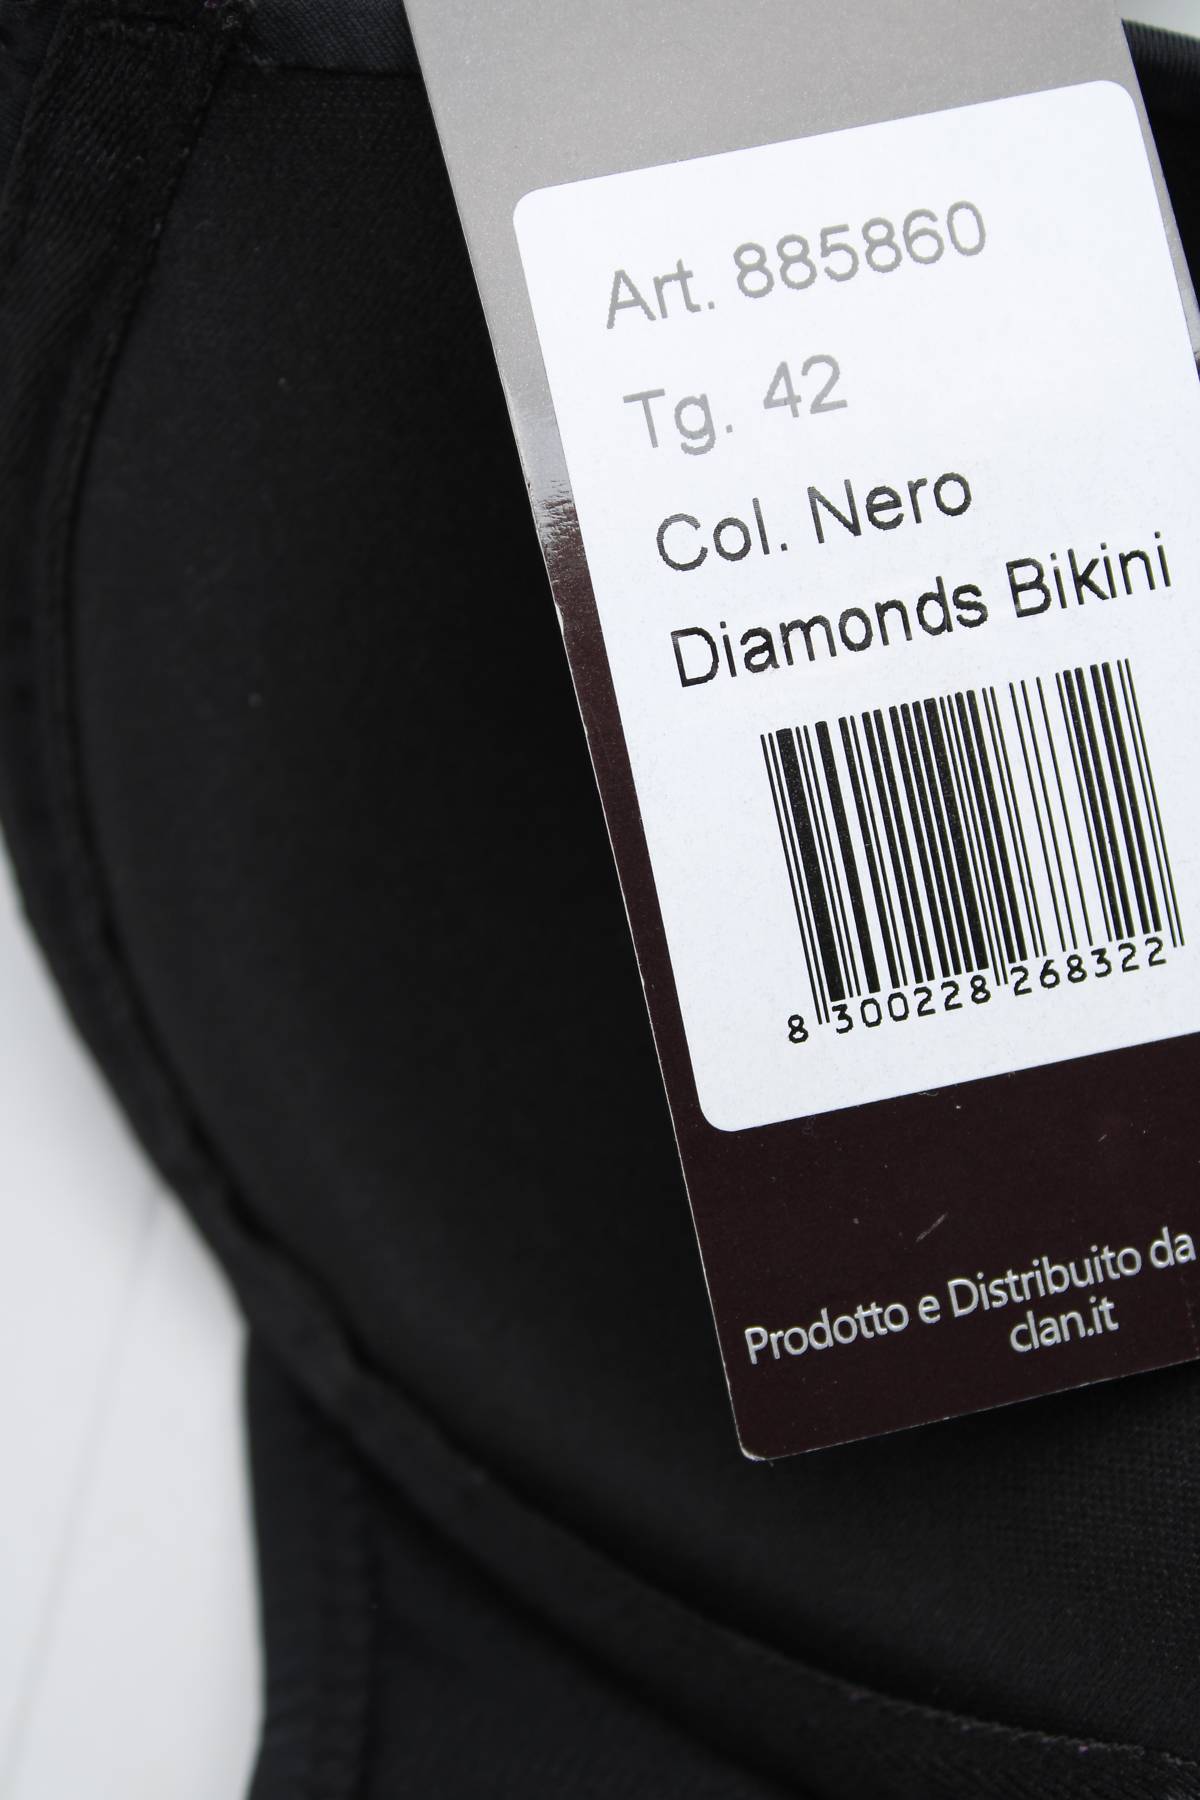 Art. 885860
Tg. 42
Col. Nero
Diamonds Bikini
8 300228 268322
Prodotto e Distribuito da
clan.it